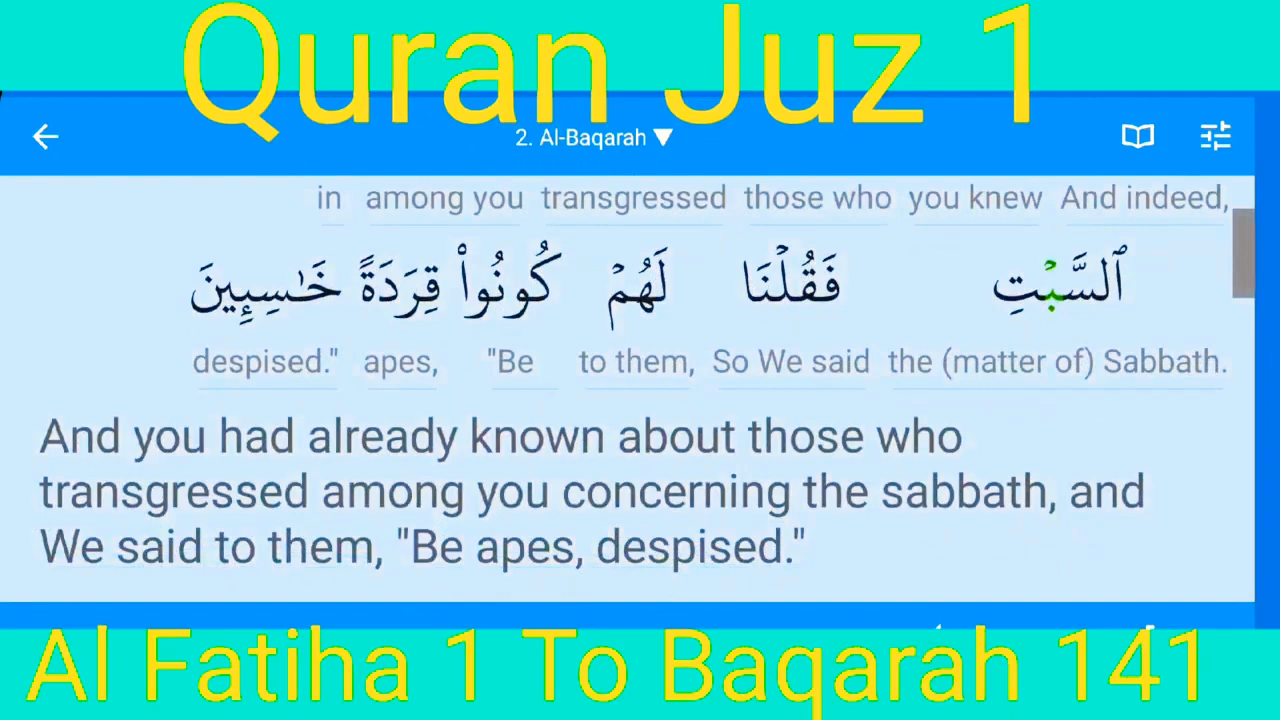 Quran Juz 1
2. Al-Baqarah ▼
in among you transgressed those who you knew And indeed,
ٱلسَّبۡتِ فَقُلۡنَا لَهُمۡ كُونُواْ قِرَدَةً خَٰسِـِٔينَ
despised." apes, "Be to them, So We said the (matter of) Sabbath.
And you had already known about those who
transgressed among you concerning the sabbath, and
We said to them, "Be apes, despised."
Al Fatiha 1 To Baqarah 141